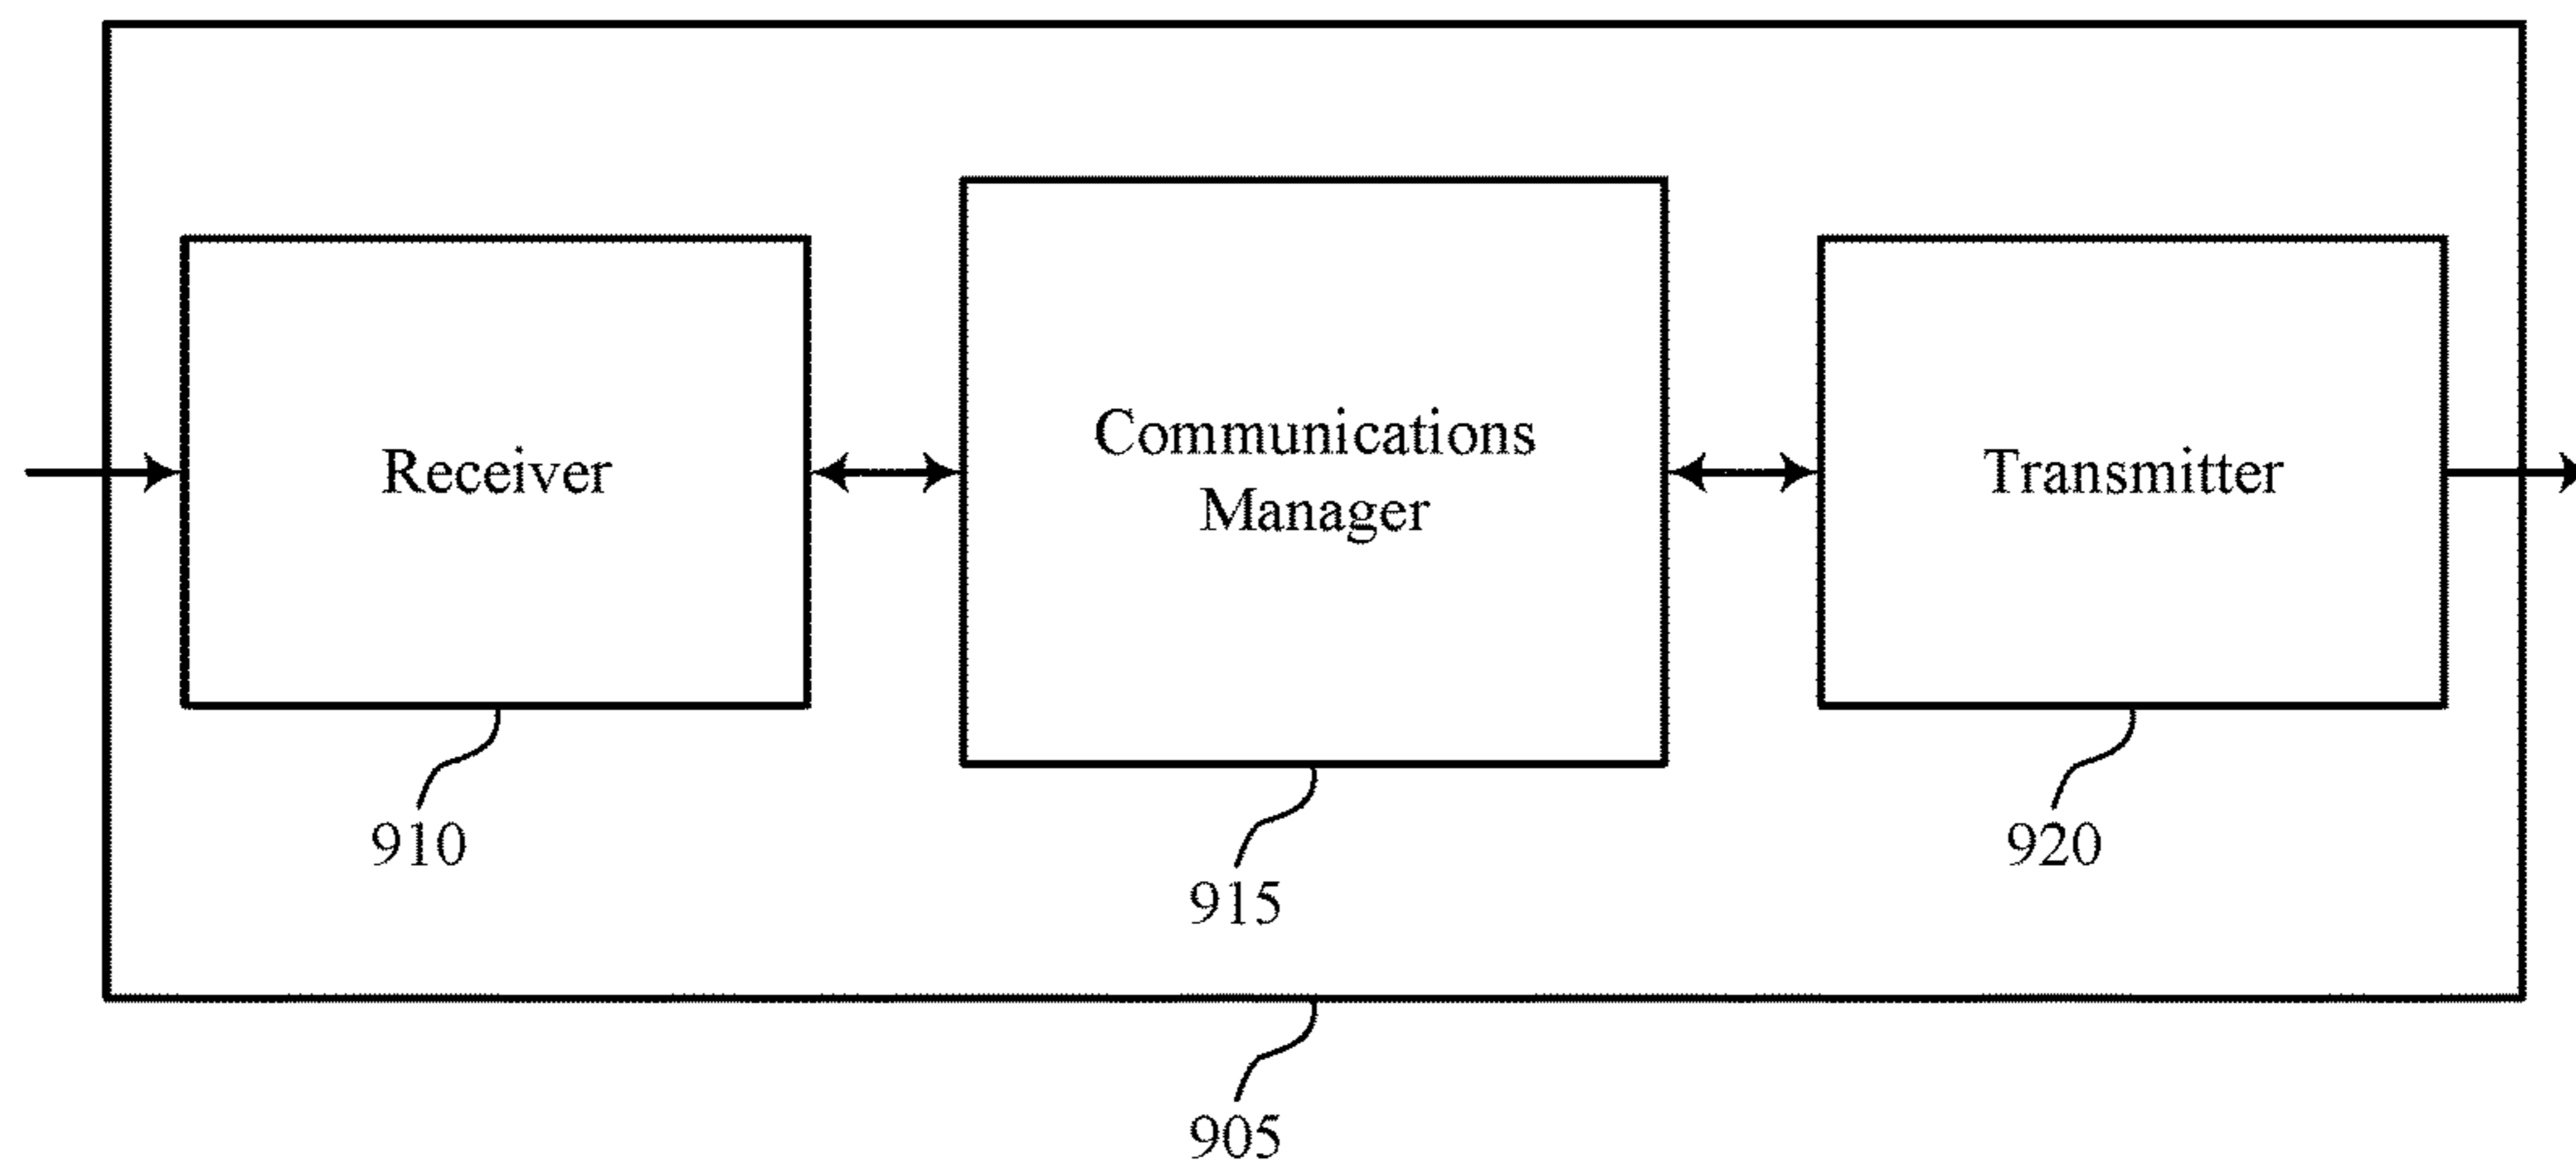 Receiver
Communications
Manager
Transmitter
910
915
920
905